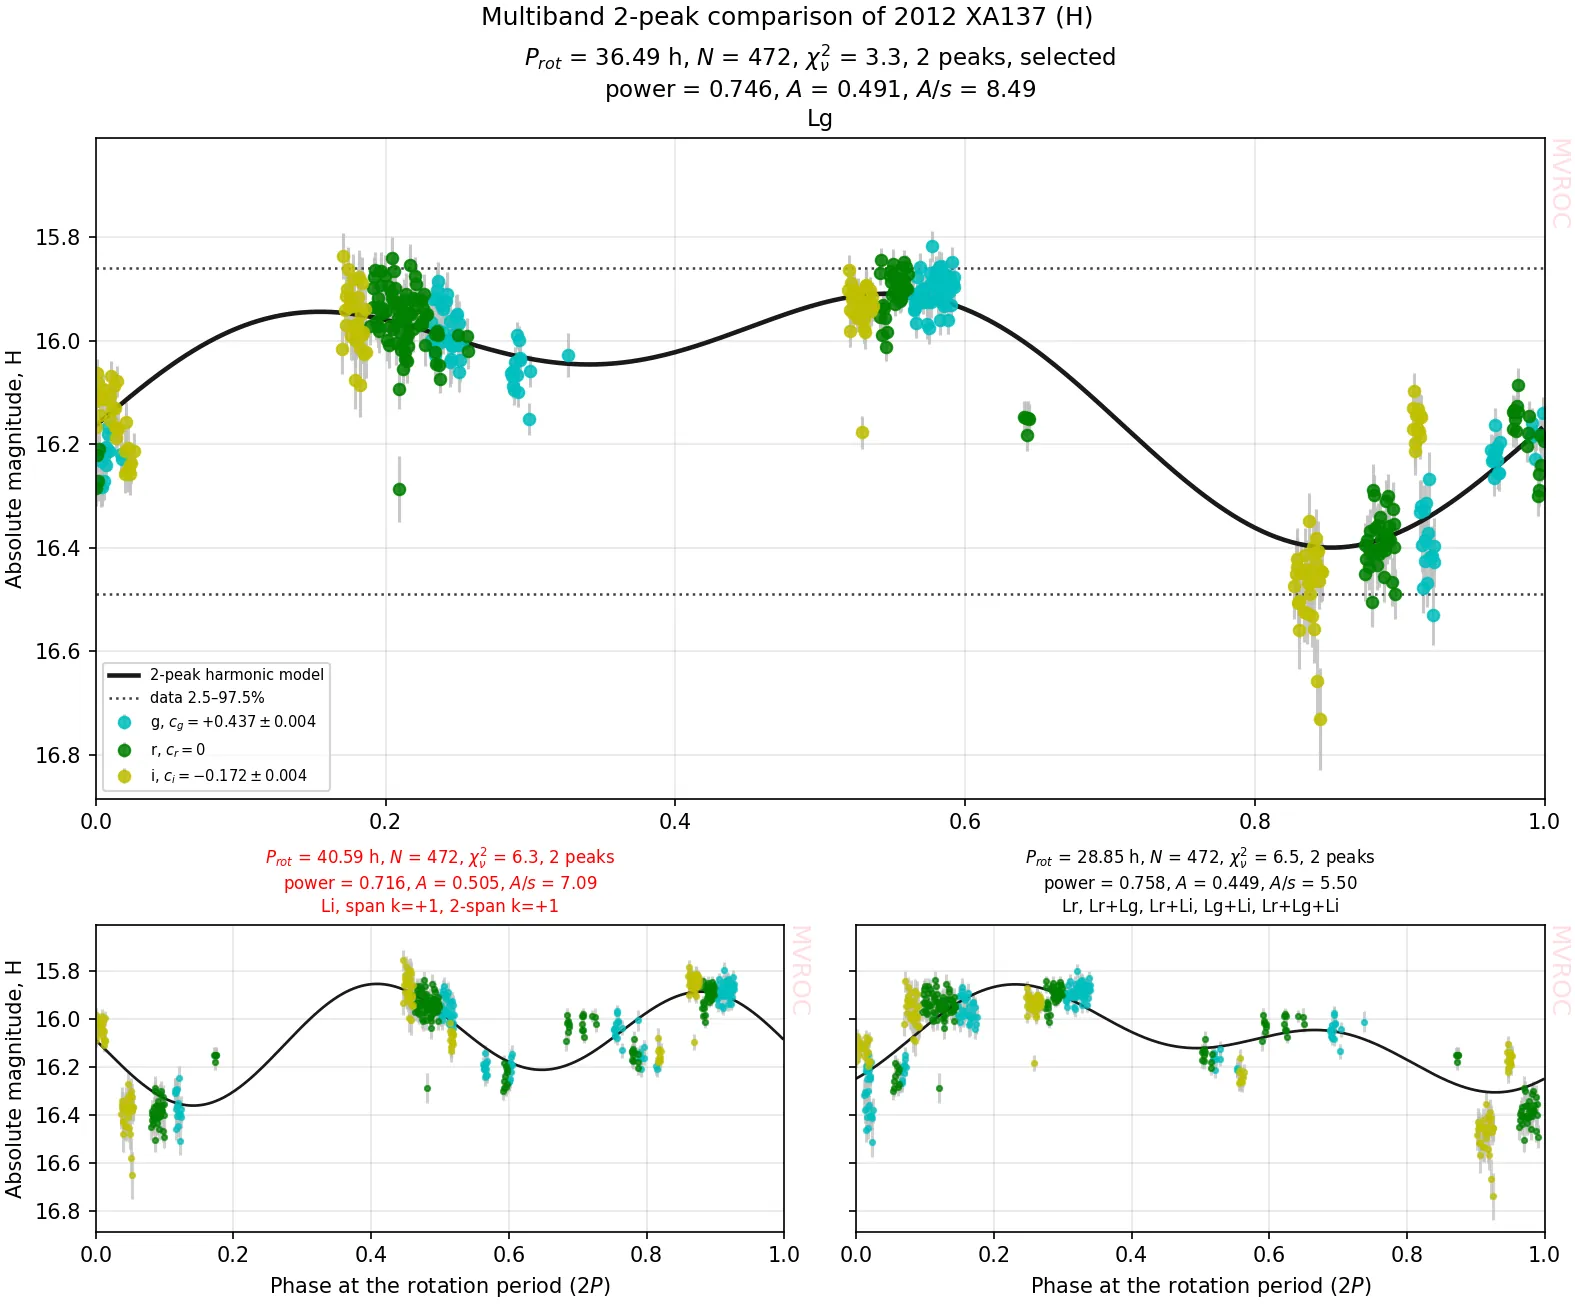 Multiband 2-peak comparison of 2012 XA137 (H)
P_rot = 36.49 h, N = 472, χ²_ν = 3.3, 2 peaks, selected
power = 0.746, A = 0.491, A/s = 8.49
Lg
MVROC
Absolute magnitude, H
15.8
16.0
16.2
16.4
16.6
16.8
2-peak harmonic model
data 2.5–97.5%
g, c_g = +0.437 ± 0.004
r, c_r = 0
i, c_i = −0.172 ± 0.004
0.0 0.2 0.4 0.6 0.8 1.0
P_rot = 40.59 h, N = 472, χ²_ν = 6.3, 2 peaks
power = 0.716, A = 0.505, A/s = 7.09
Li, span k=+1, 2-span k=+1
MVROC
Absolute magnitude, H
15.8
16.0
16.2
16.4
16.6
16.8
0.0 0.2 0.4 0.6 0.8 1.0
Phase at the rotation period (2P)
P_rot = 28.85 h, N = 472, χ²_ν = 6.5, 2 peaks
power = 0.758, A = 0.449, A/s = 5.50
Lr, Lr+Lg, Lr+Li, Lg+Li, Lr+Lg+Li
MVROC
0.0 0.2 0.4 0.6 0.8 1.0
Phase at the rotation period (2P)